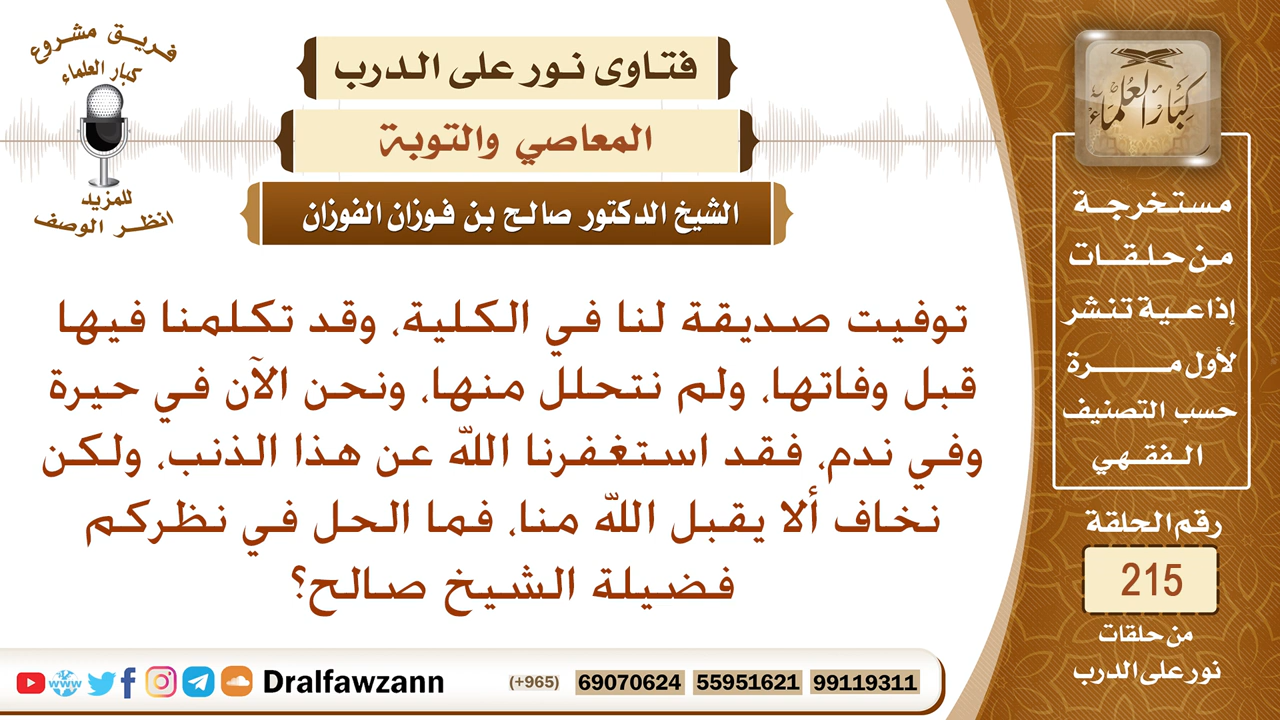 فريق مشروع
كبار العلماء
للمزيد
انظر الوصف
فتاوى نور على الدرب
المعاصي والتوبة
الشيخ الدكتور صالح بن فوزان الفوزان
توفيت صديقة لنا في الكلية، وقد تكلمنا فيها
قبل وفاتها، ولم نتحلل منها، ونحن الآن في حيرة
وفي ندم، فقد استغفرنا الله عن هذا الذنب، ولكن
نخاف ألا يقبل الله منا، فما الحل في نظركم
فضيلة الشيخ صالح؟
كبار العلماء
مستخرجة
من حلقات
إذاعية تنشر
لأول مرة
حسب التصنيف
الفقهي
رقم الحلقة
215
من حلقات
نور على الدرب
www Dralfawzann (+965) 69070624 55951621 99119311